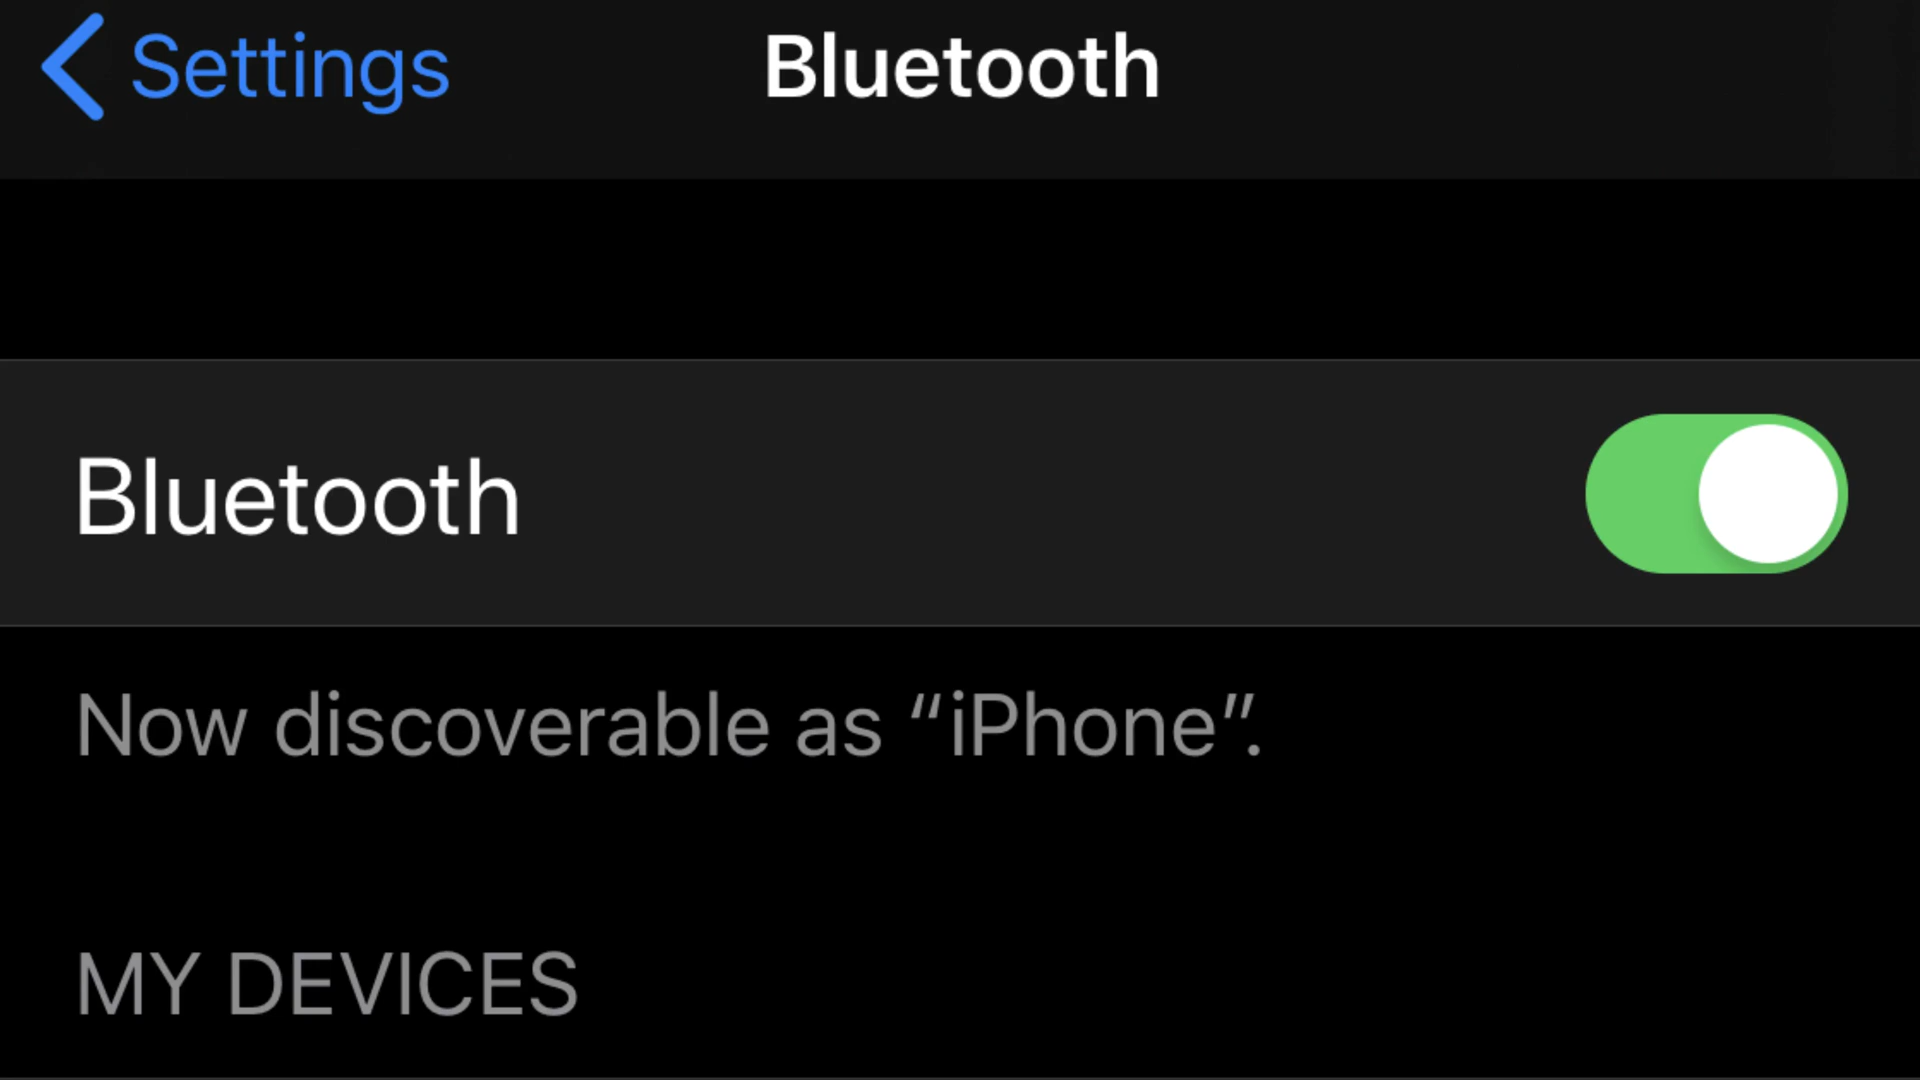 Settings
Bluetooth
Bluetooth
Now discoverable as “iPhone”.
MY DEVICES